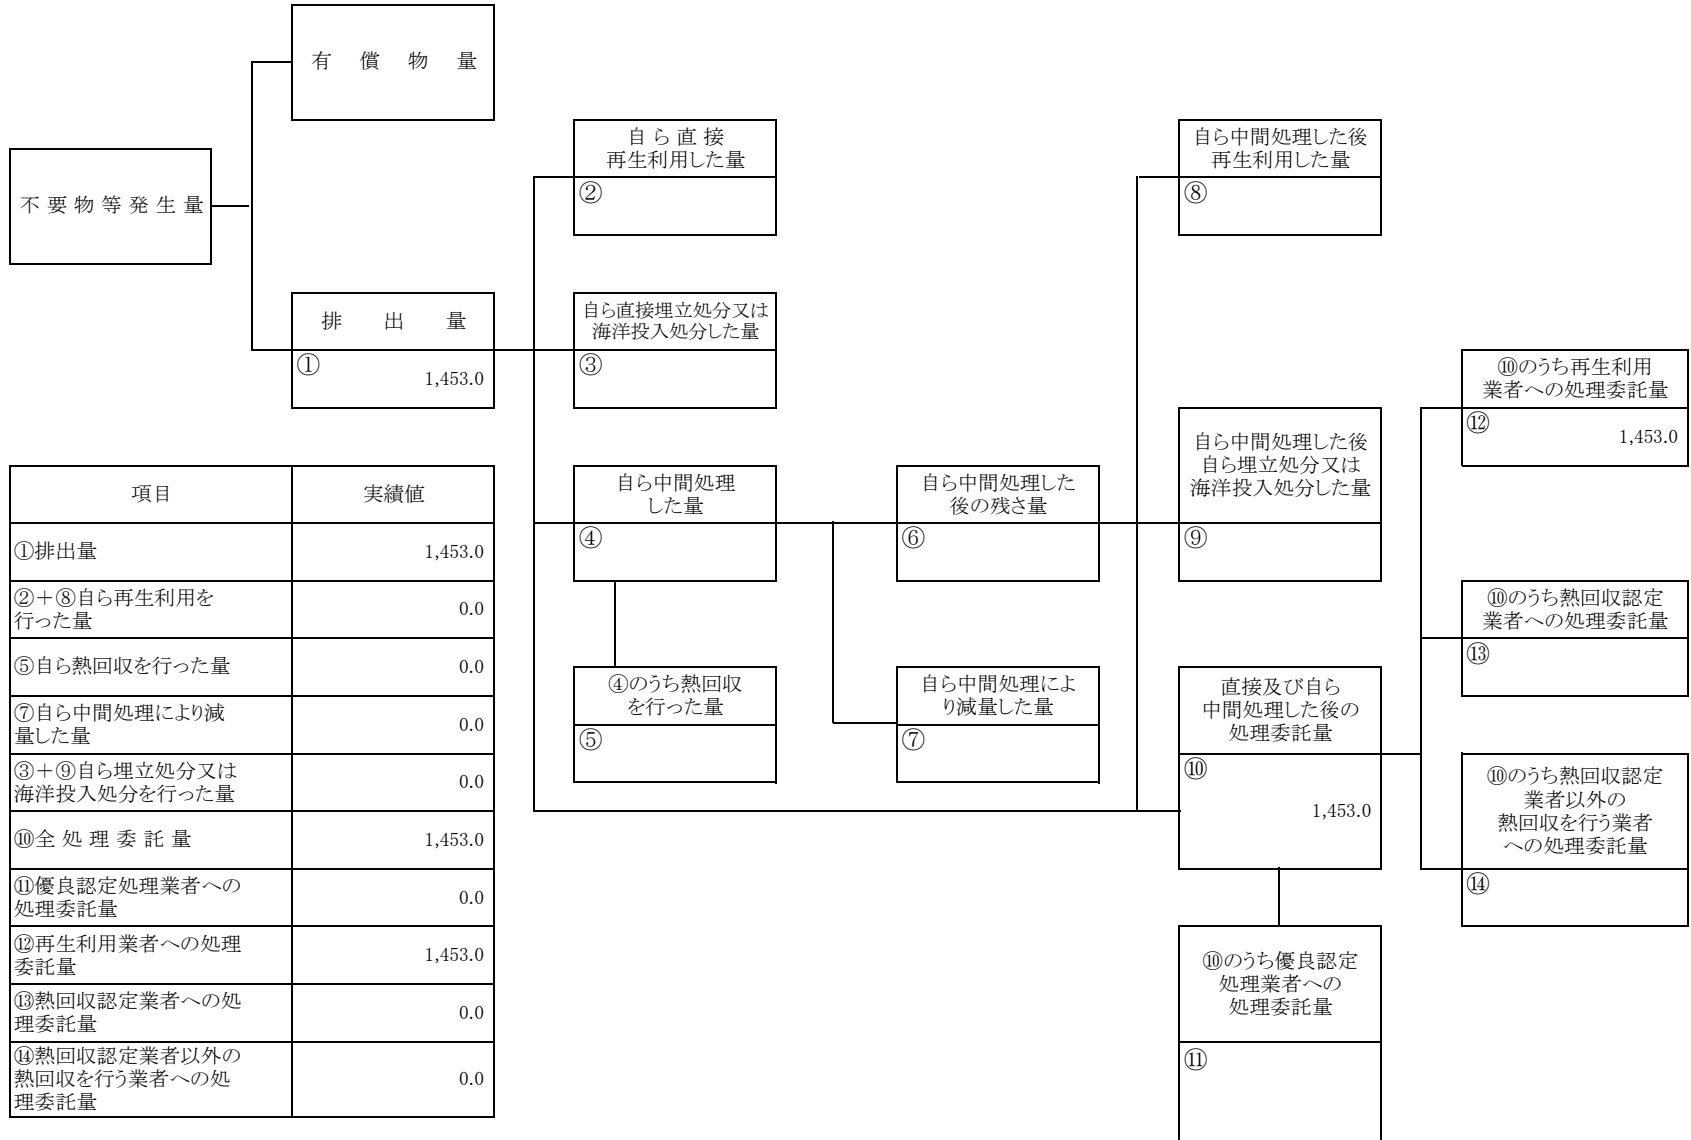 有償物量
不要物等発生量
排出量
①
1,453.0
自ら直接
再生利用した量
②
自ら直接埋立処分又は
海洋投入処分した量
③
自ら中間処理
した量
④
④のうち熱回収
を行った量
⑤
自ら中間処理した
後の残さ量
⑥
自ら中間処理によ
り減量した量
⑦
自ら中間処理した後
再生利用した量
⑧
自ら中間処理した後
自ら埋立処分又は
海洋投入処分した量
⑨
直接及び自ら
中間処理した後の
処理委託量
⑩
1,453.0
⑩のうち優良認定
処理業者への
処理委託量
⑪
⑩のうち再生利用
業者への処理委託量
⑫
1,453.0
⑩のうち熱回収認定
業者への処理委託量
⑬
⑩のうち熱回収認定
業者以外の
熱回収を行う業者
への処理委託量
⑭
項目 実績値
①排出量 1,453.0
②＋⑧自ら再生利用を
行った量 0.0
⑤自ら熱回収を行った量 0.0
⑦自ら中間処理により減
量した量 0.0
③＋⑨自ら埋立処分又は
海洋投入処分を行った量 0.0
⑩全処理委託量 1,453.0
⑪優良認定処理業者への
処理委託量 0.0
⑫再生利用業者への処理
委託量 1,453.0
⑬熱回収認定業者への処
理委託量 0.0
⑭熱回収認定業者以外の
熱回収を行う業者への処 0.0
理委託量